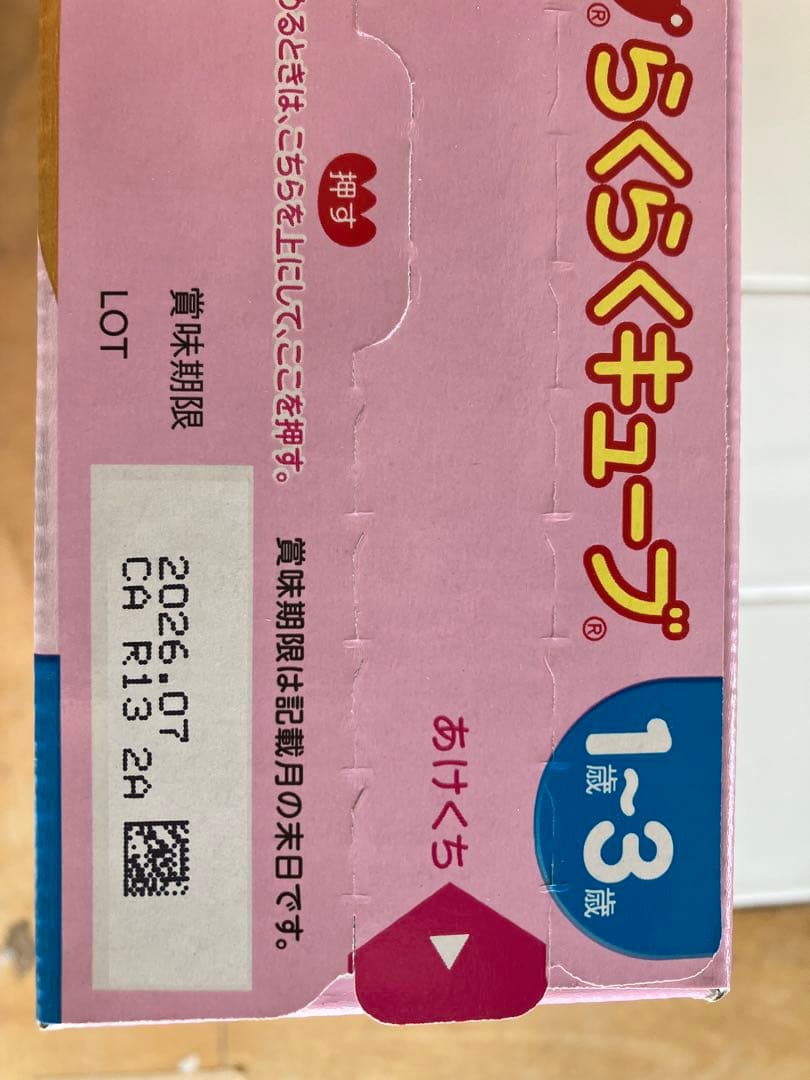 らくらくキューブ®
1歳~3歳
あけくち
押す
るときは、こちらを上にして、ここを押す。
賞味期限は記載月の末日です。
賞味期限 2026.07
LOT CA R13 2A